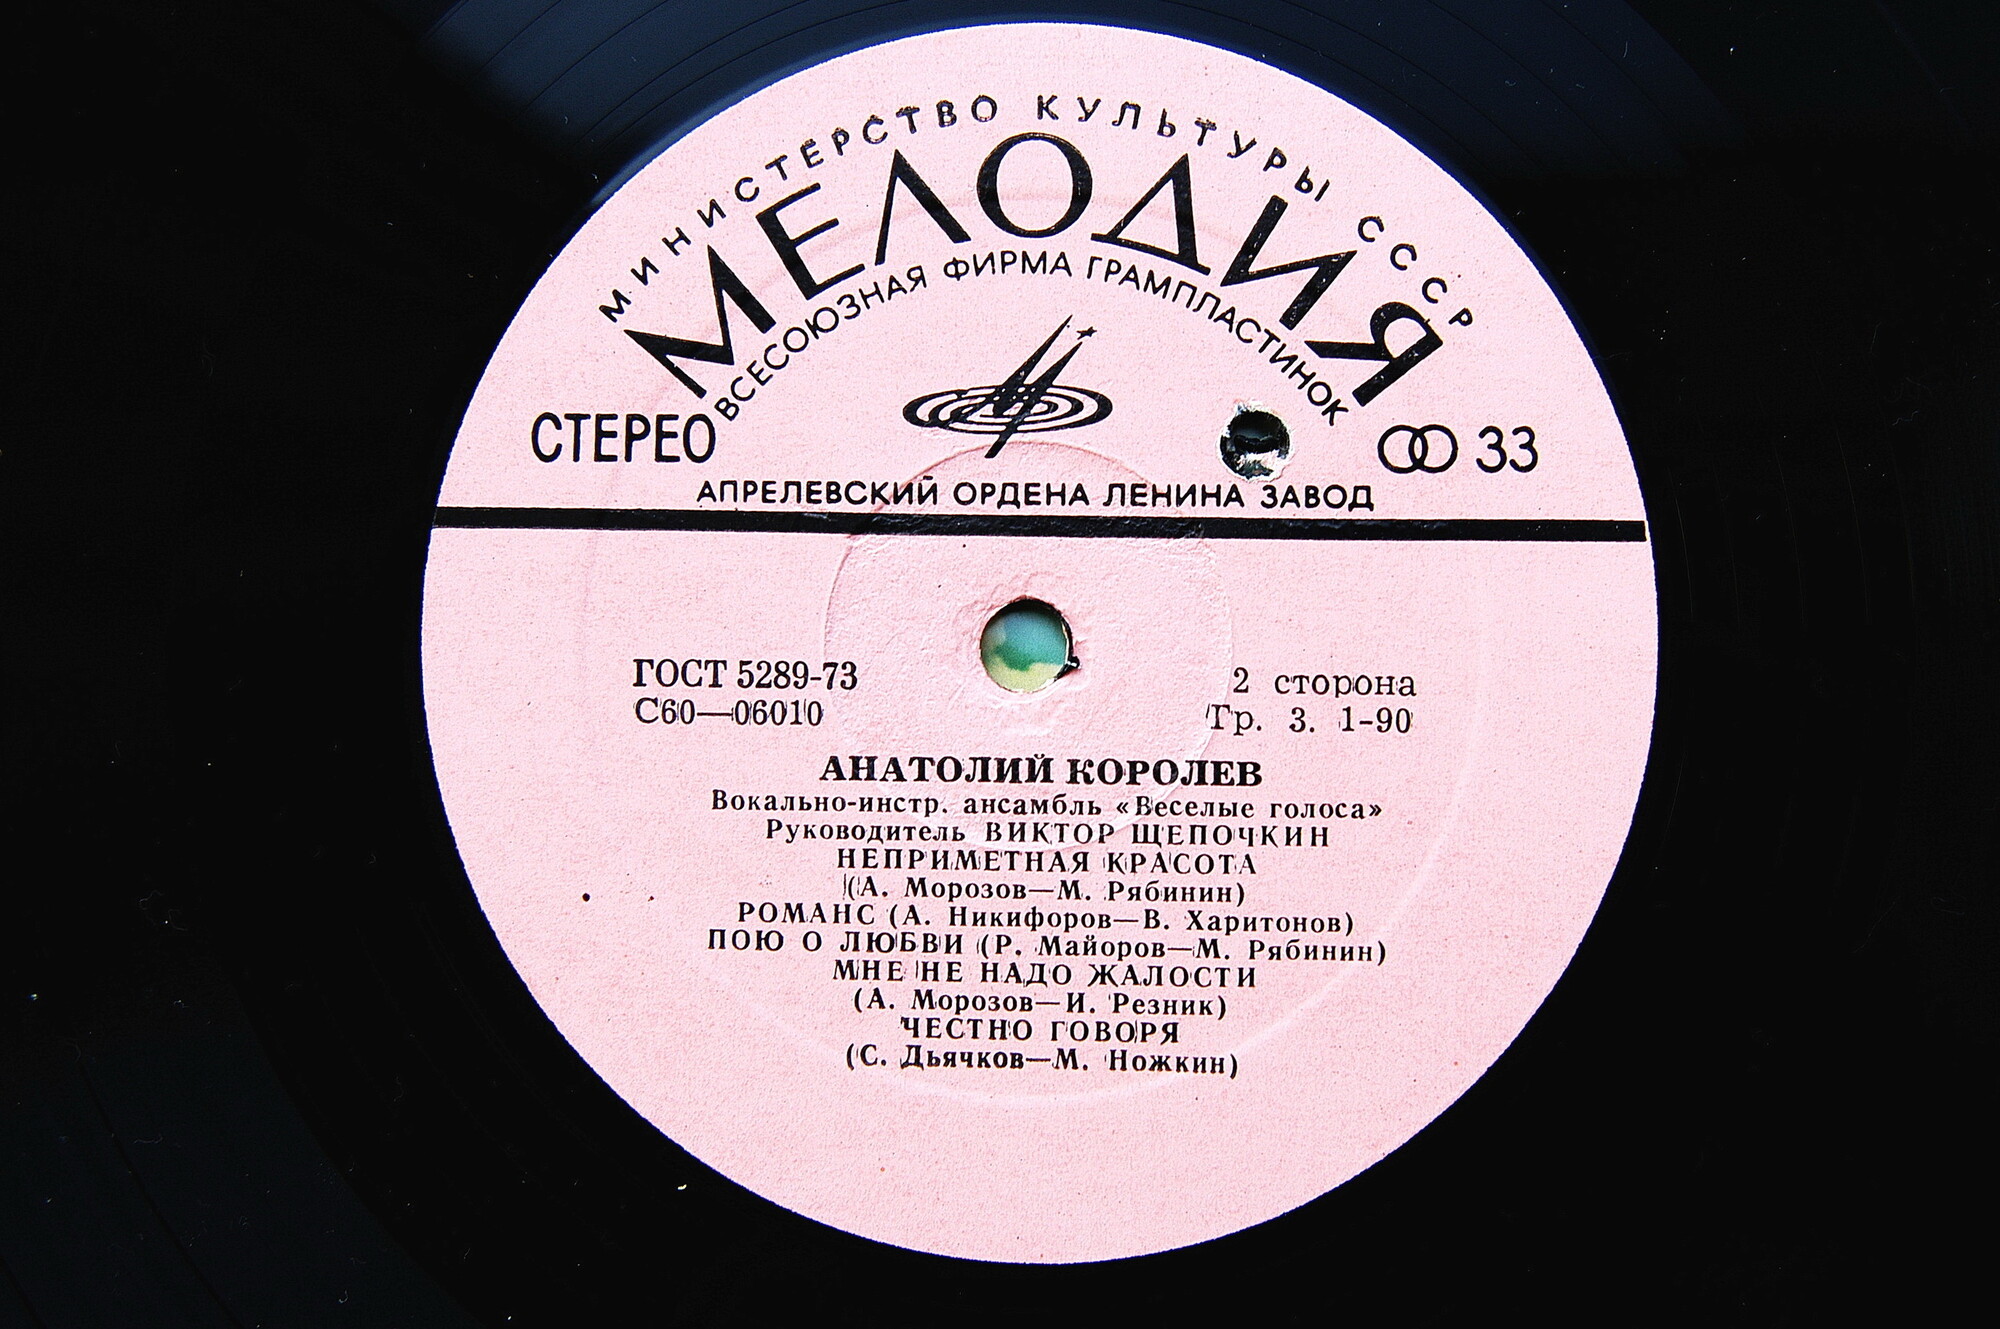 МИНИСТЕРСТВО КУЛЬТУРЫ СССР
МЕЛОДИЯ
ВСЕСОЮЗНАЯ ФИРМА ГРАМПЛАСТИНОК
СТЕРЕО
33
АПРЕЛЕВСКИЙ ОРДЕНА ЛЕНИНА ЗАВОД
ГОСТ 5289-73
С60—06010
2 сторона
Гр. 3. 1-90
АНАТОЛИЙ КОРОЛЕВ
Вокально-инстр. ансамбль «Веселые голоса»
Руководитель ВИКТОР ЩЕПОЧКИН
НЕПРИМЕТНАЯ КРАСОТА
(А. Морозов—М. Рябинин)
РОМАНС (А. Никифоров—В. Харитонов)
ПОЮ О ЛЮБВИ (Р. Майоров—М. Рябинин)
МНЕ НЕ НАДО ЖАЛОСТИ
(А. Морозов—И. Резник)
ЧЕСТНО ГОВОРЯ
(С. Дьячков—М. Ножкин)